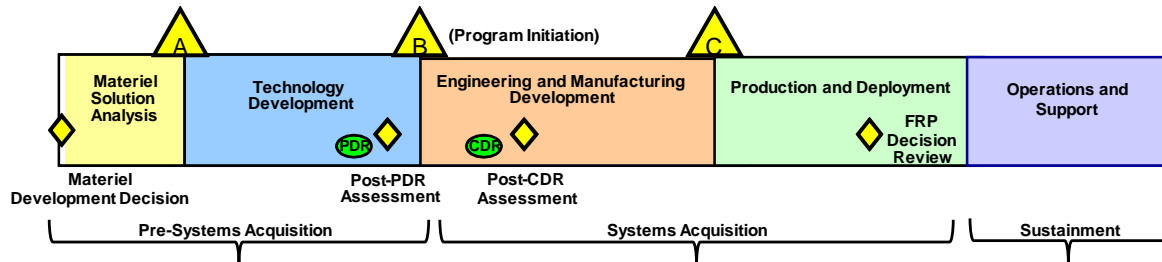 A
B
(Program Initiation)
C
Materiel
Solution
Analysis
Technology
Development
Engineering and Manufacturing
Development
Production and Deployment
Operations and
Support
PDR
CDR
FRP
Decision
Review
Materiel
Development Decision
Post-PDR
Assessment
Post-CDR
Assessment
Pre-Systems Acquisition
Systems Acquisition
Sustainment